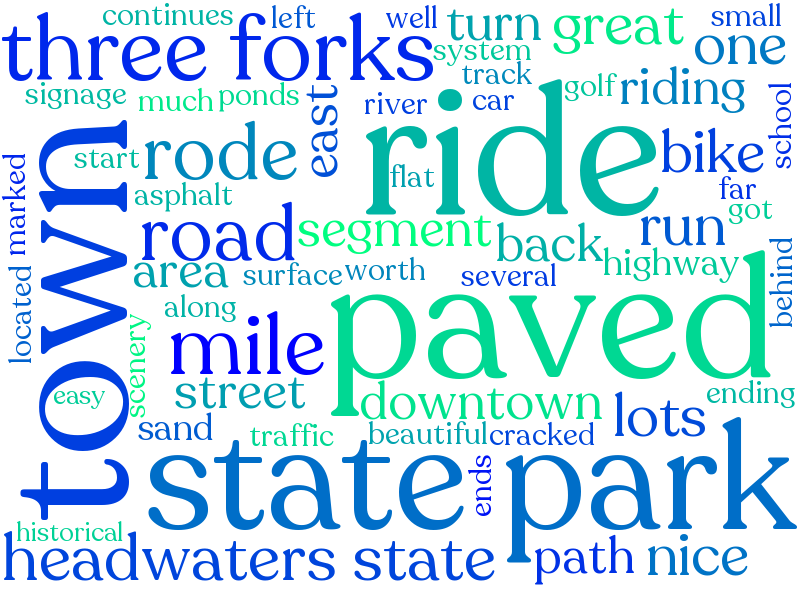 continues
left
well
turn
great
small
three forks
system
one
signage
much
ponds
east
river
track
car
golf
riding
school
start
rode
ride
flat
bike
far
marked
town
asphalt
got
road
segment
back
run
area
surface
worth
several
highway
behind
located
along
scenery
mile
paved
easy
street
downtown
lots
ending
sand
traffic
beautiful
cracked
historical
state
ends
park
headwaters state
path
nice